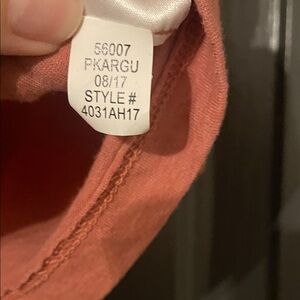 56007
PKARGU
08/17
STYLE #
4031AH17